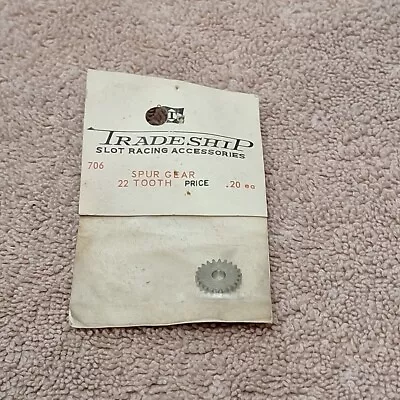 TRADESHIP
SLOT RACING ACCESSORIES
706
SPUR GEAR
22 TOOTH PRICE .20 ea